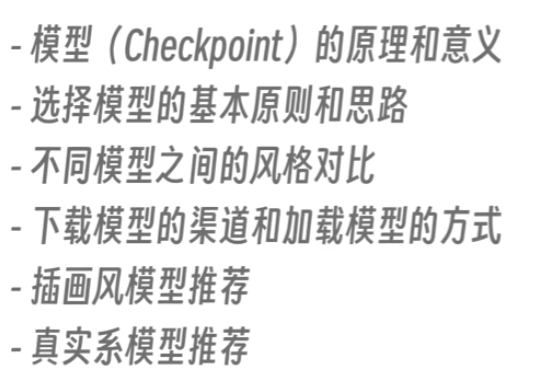 - 模型（Checkpoint）的原理和意义
- 选择模型的基本原则和思路
- 不同模型之间的风格对比
- 下载模型的渠道和加载模型的方式
- 插画风模型推荐
- 真实系模型推荐